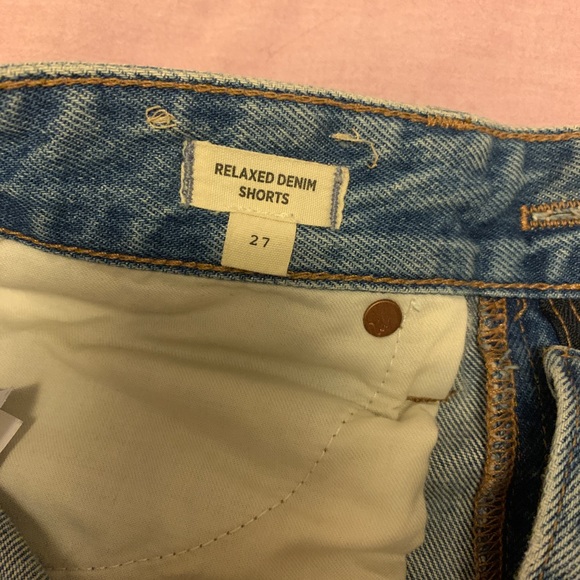 RELAXED DENIM
SHORTS
27